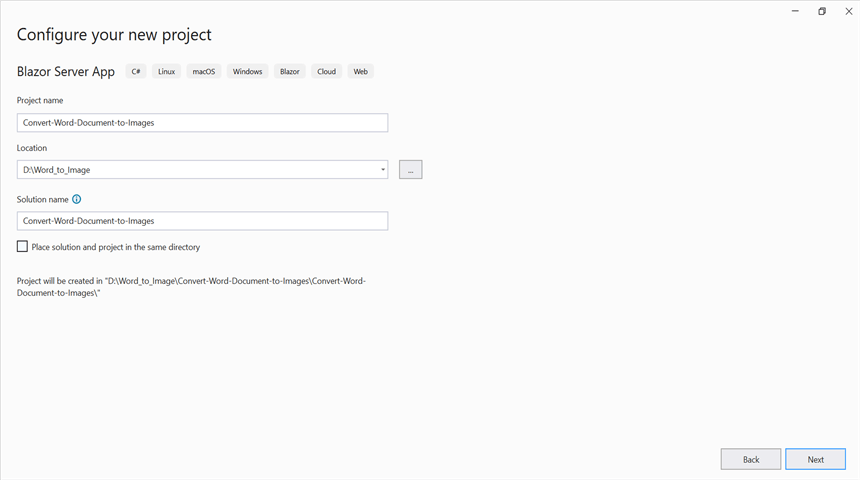 Configure your new project
Blazor Server App C# Linux macOS Windows Blazor Cloud Web
Project name
Convert-Word-Document-to-Images
Location
D:\Word_to_Image
...
Solution name
Convert-Word-Document-to-Images
Place solution and project in the same directory
Project will be created in "D:\Word_to_Image\Convert-Word-Document-to-Images\Convert-Word-
Document-to-Images\"
Back Next